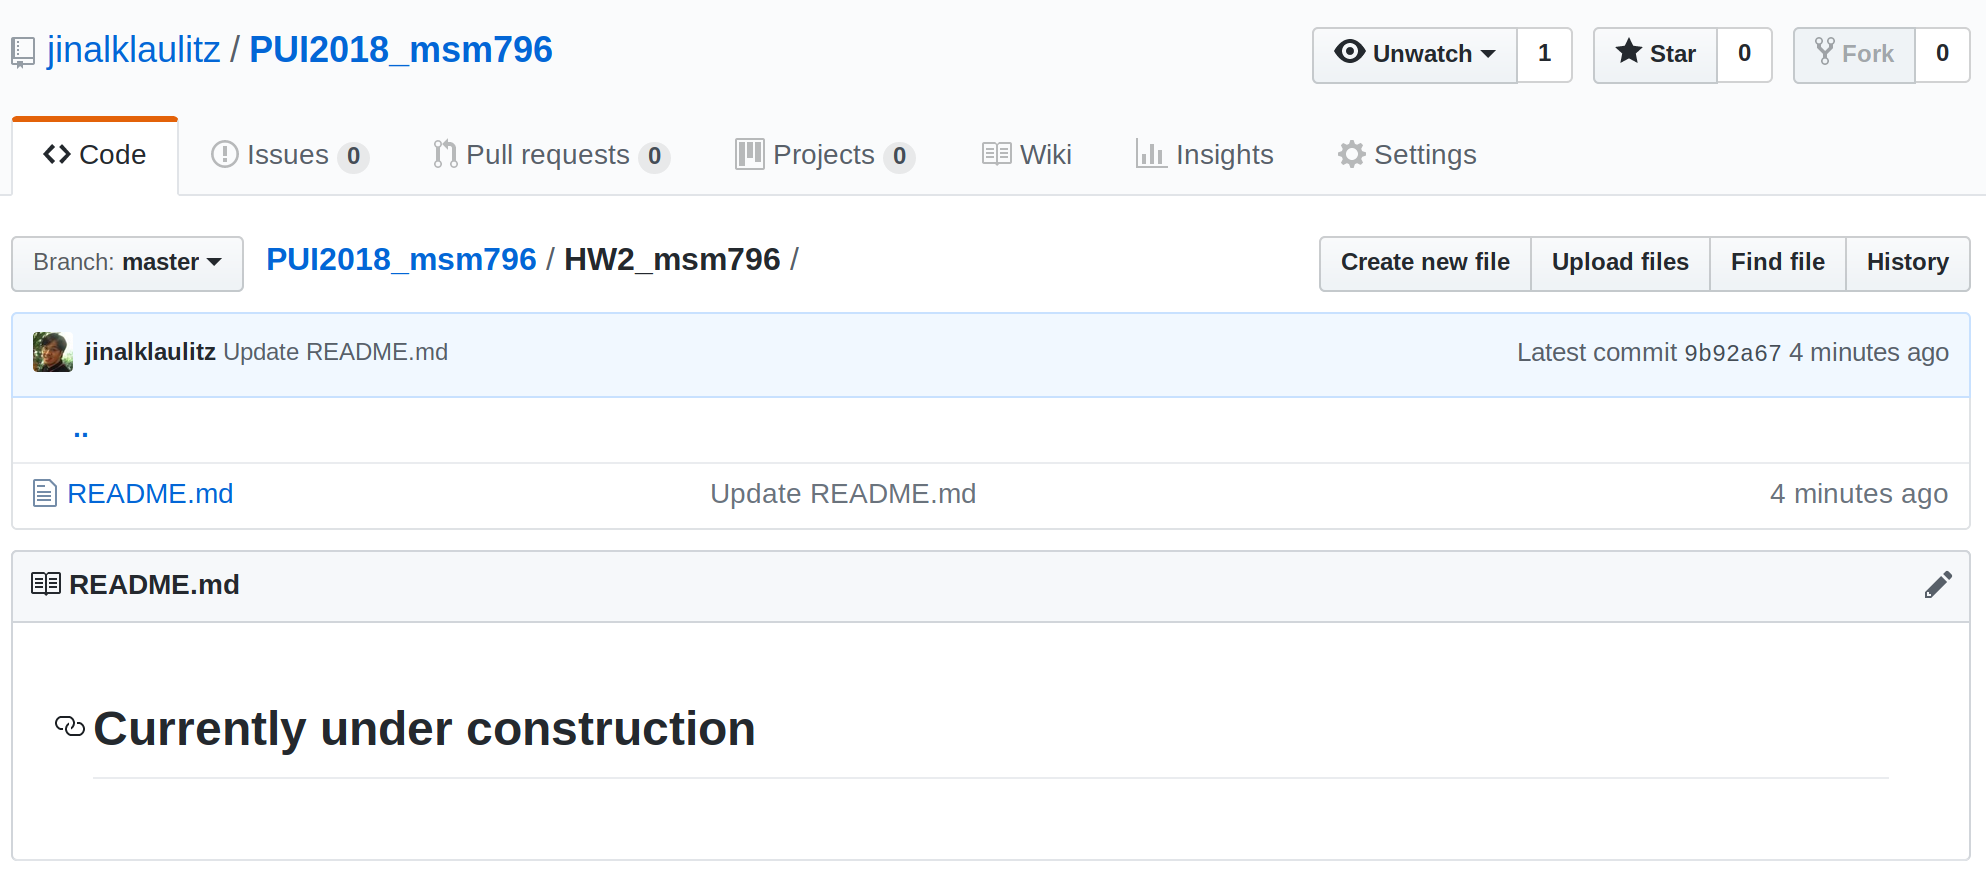 jinalklaulitz / PUI2018_msm796 Unwatch 1 Star 0 Fork 0
Code Issues 0 Pull requests 0 Projects 0 Wiki Insights Settings
Branch: master PUI2018_msm796 / HW2_msm796 / Create new file Upload files Find file History
jinalklaulitz Update README.md Latest commit 9b92a67 4 minutes ago
..
README.md Update README.md 4 minutes ago
README.md
Currently under construction